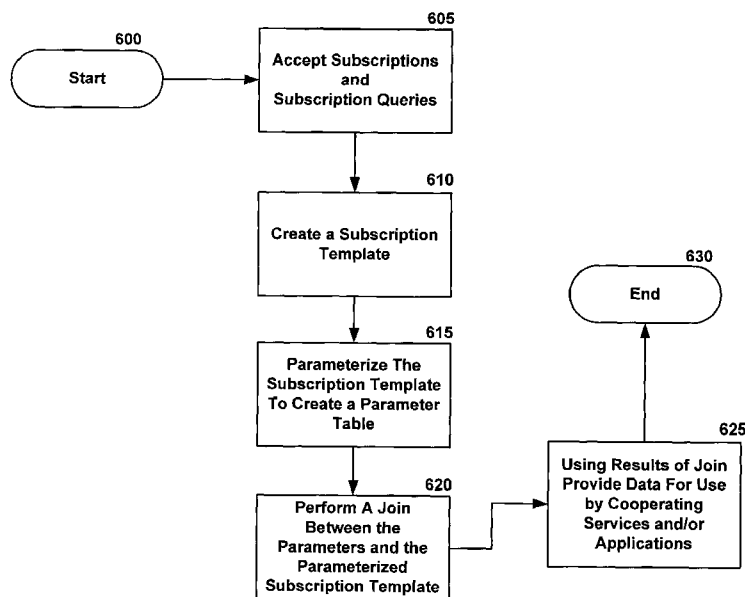 600
Start
605
Accept Subscriptions
and
Subscription Queries
610
Create a Subscription
Template
615
Parameterize The
Subscription Template
To Create a Parameter
Table
620
Perform A Join
Between the
Parameters and the
Parameterized
Subscription Template
625
Using Results of Join
Provide Data For Use
by Cooperating
Services and/or
Applications
630
End